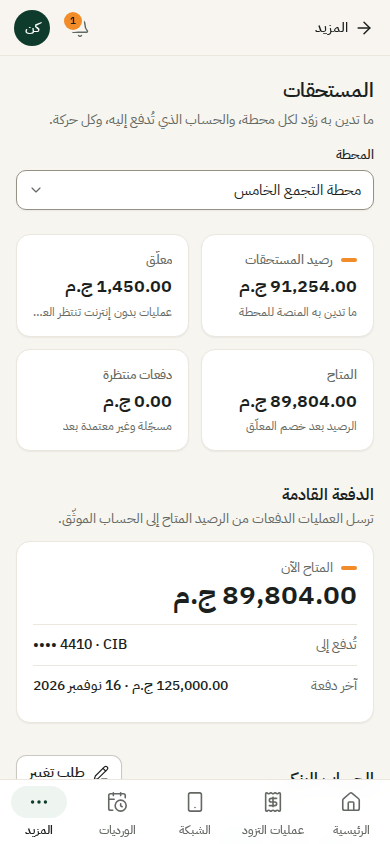 المزيد
1
كن
المستحقات
ما تدين به زوّد لكل محطة، والحساب الذي تُدفع إليه، وكل حركة.
المحطة
محطة التجمع الخامس
رصيد المستحقات
91,254.00 ج.م
ما تدين به المنصة للمحطة
معلّق
1,450.00 ج.م
عمليات بدون إنترنت تنتظر الع...
المتاح
89,804.00 ج.م
الرصيد بعد خصم المعلّق
دفعات منتظرة
0.00 ج.م
مسجّلة وغير معتمدة بعد
الدفعة القادمة
ترسل العمليات الدفعات من الرصيد المتاح إلى الحساب الموثّق.
المتاح الآن
89,804.00 ج.م
تُدفع إلى
CIB · 4410 ••••
آخر دفعة
125,000.00 ج.م · 16 نوفمبر 2026
طلب تغيير
الرئيسية
عمليات التزود
الشبكة
الورديات
المزيد